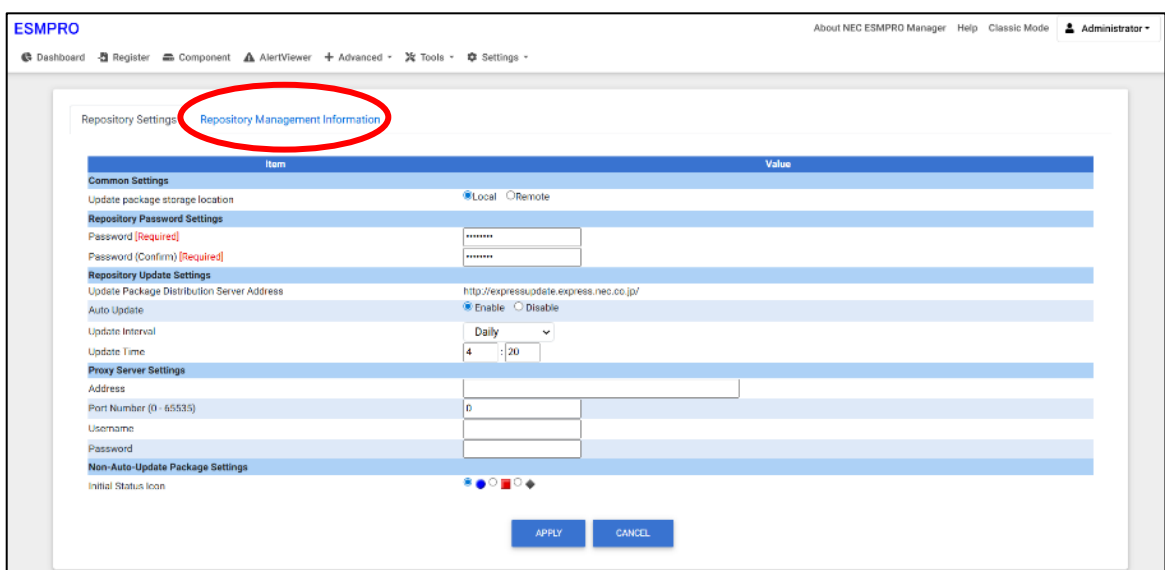 ESMPRO
About NEC ESMPRO Manager Help Classic Mode Administrator
Dashboard Register Component AlertViewer Advanced Tools Settings
Repository Settings Repository Management Information
Item Value
Common Settings
Update package storage location Local Remote
Repository Password Settings
Password [Required] ••••••••
Password (Confirm) [Required] ••••••••
Repository Update Settings
Update Package Distribution Server Address http://expressupdate.express.nec.co.jp/
Auto Update Enable Disable
Update Interval Daily
Update Time 4 : 20
Proxy Server Settings
Address
Port Number (0 - 65535) 0
Username
Password
Non-Auto-Update Package Settings
Initial Status Icon
APPLY CANCEL